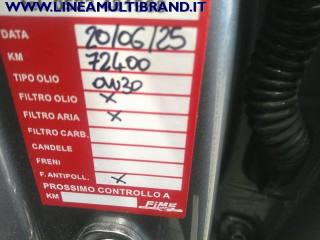 WWW.LINEAMULTIBRAND.IT
DATA 20/06/25
KM 72400
TIPO OLIO 0W30
FILTRO OLIO X
FILTRO ARIA X
FILTRO CARB.
CANDELE
FRENI
F. ANTIPOLL. X
PROSSIMO CONTROLLO A
KM FIME